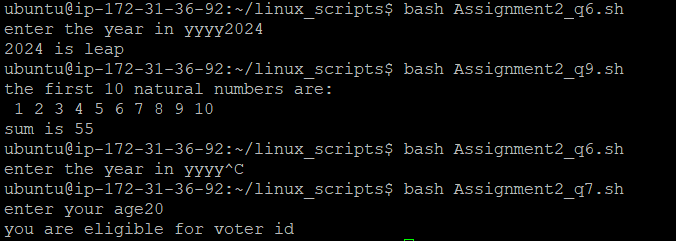 ubuntu@ip-172-31-36-92:~/linux_scripts$ bash Assignment2_q6.sh
enter the year in yyyy2024
2024 is leap
ubuntu@ip-172-31-36-92:~/linux_scripts$ bash Assignment2_q9.sh
the first 10 natural numbers are:
 1 2 3 4 5 6 7 8 9 10
sum is 55
ubuntu@ip-172-31-36-92:~/linux_scripts$ bash Assignment2_q6.sh
enter the year in yyyy^C
ubuntu@ip-172-31-36-92:~/linux_scripts$ bash Assignment2_q7.sh
enter your age20
you are eligible for voter id